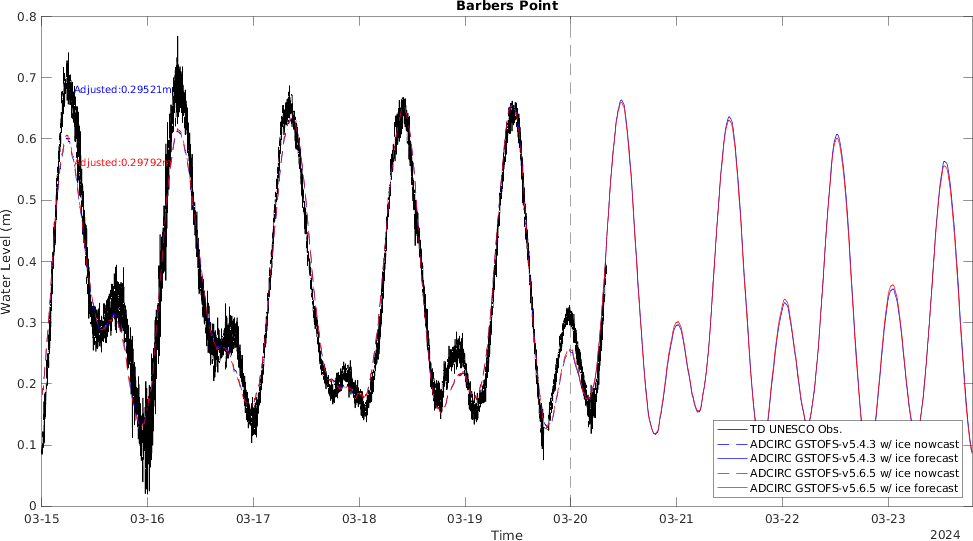 Barbers Point
0.8
0.7
0.6
0.5
0.4
0.3
0.2
0.1
0
Water Level (m)
Adjusted:0.29521m
Adjusted:0.29792m
TD UNESCO Obs.
ADCIRC GSTOFS-v5.4.3 w/ ice nowcast
ADCIRC GSTOFS-v5.4.3 w/ ice forecast
ADCIRC GSTOFS-v5.6.5 w/ ice nowcast
ADCIRC GSTOFS-v5.6.5 w/ ice forecast
03-15 03-16 03-17 03-18 03-19 03-20 03-21 03-22 03-23
Time
2024